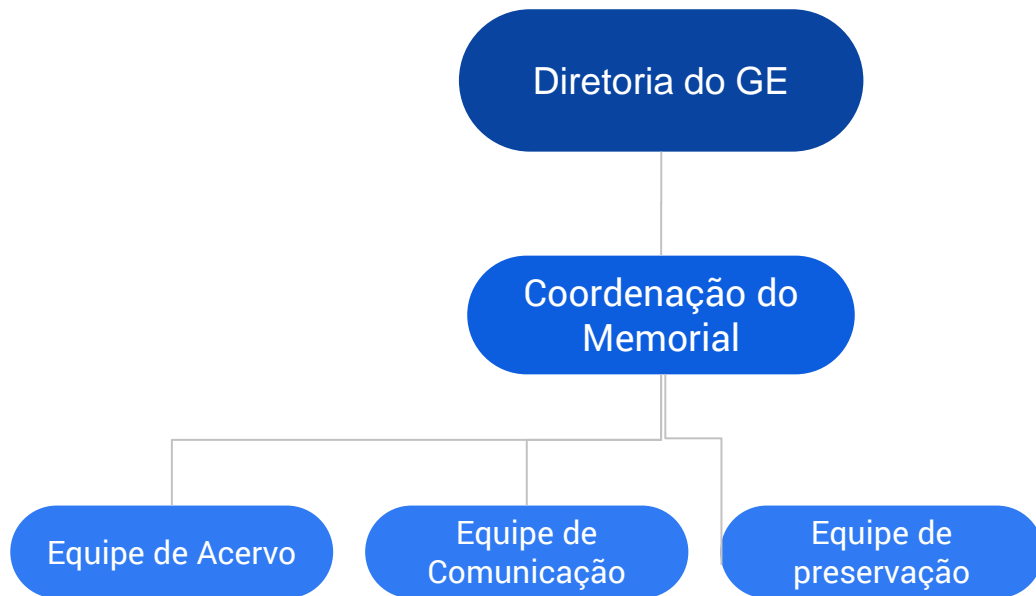 Diretoria do GE
Coordenação do
Memorial
Equipe de Acervo
Equipe de
Comunicação
Equipe de
preservação